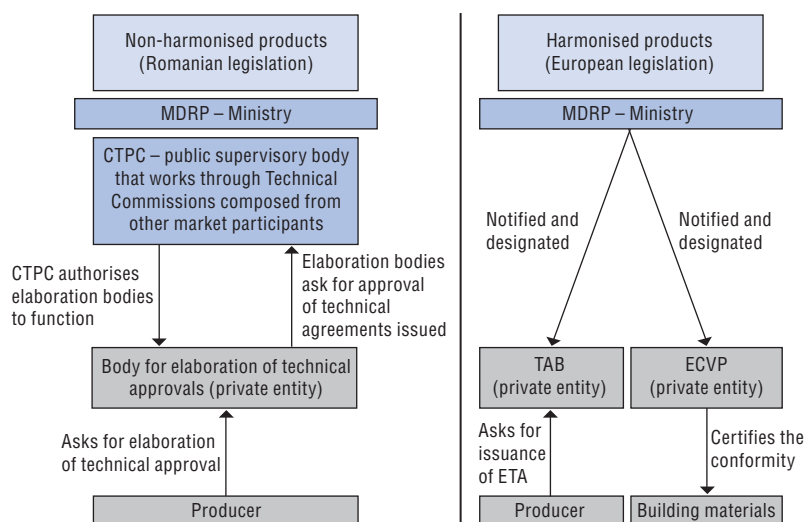 Non-harmonised products
(Romanian legislation)
MDRP – Ministry
CTPC – public supervisory body
that works through Technical
Commissions composed from
other market participants
CTPC authorises
elaboration bodies
to function
Elaboration bodies
ask for approval
of technical
agreements issued
Body for elaboration of technical
approvals (private entity)
Asks for elaboration
of technical approval
Producer
Harmonised products
(European legislation)
MDRP – Ministry
Notified and
designated
Notified and
designated
TAB
(private entity)
ECVP
(private entity)
Asks for
issuance
of ETA
Certifies the
conformity
Producer
Building materials